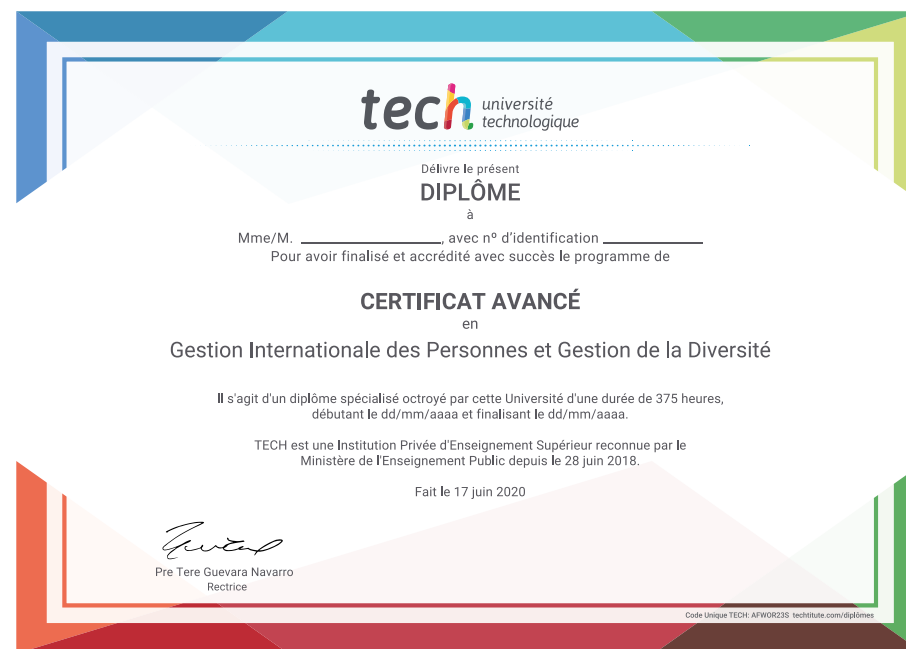 tech université
technologique
Délivre le présent
DIPLÔME
à
Mme/M. ____________________, avec nº d'identification ______________
Pour avoir finalisé et accrédité avec succès le programme de
CERTIFICAT AVANCÉ
en
Gestion Internationale des Personnes et Gestion de la Diversité
Il s'agit d'un diplôme spécialisé octroyé par cette Université d'une durée de 375 heures,
débutant le dd/mm/aaaa et finalisant le dd/mm/aaaa.
TECH est une Institution Privée d'Enseignement Supérieur reconnue par le
Ministère de l'Enseignement Public depuis le 28 juin 2018.
Fait le 17 juin 2020
Pre Tere Guevara Navarro
Rectrice
Code Unique TECH: AFWOR23S techtitute.com/diplômes